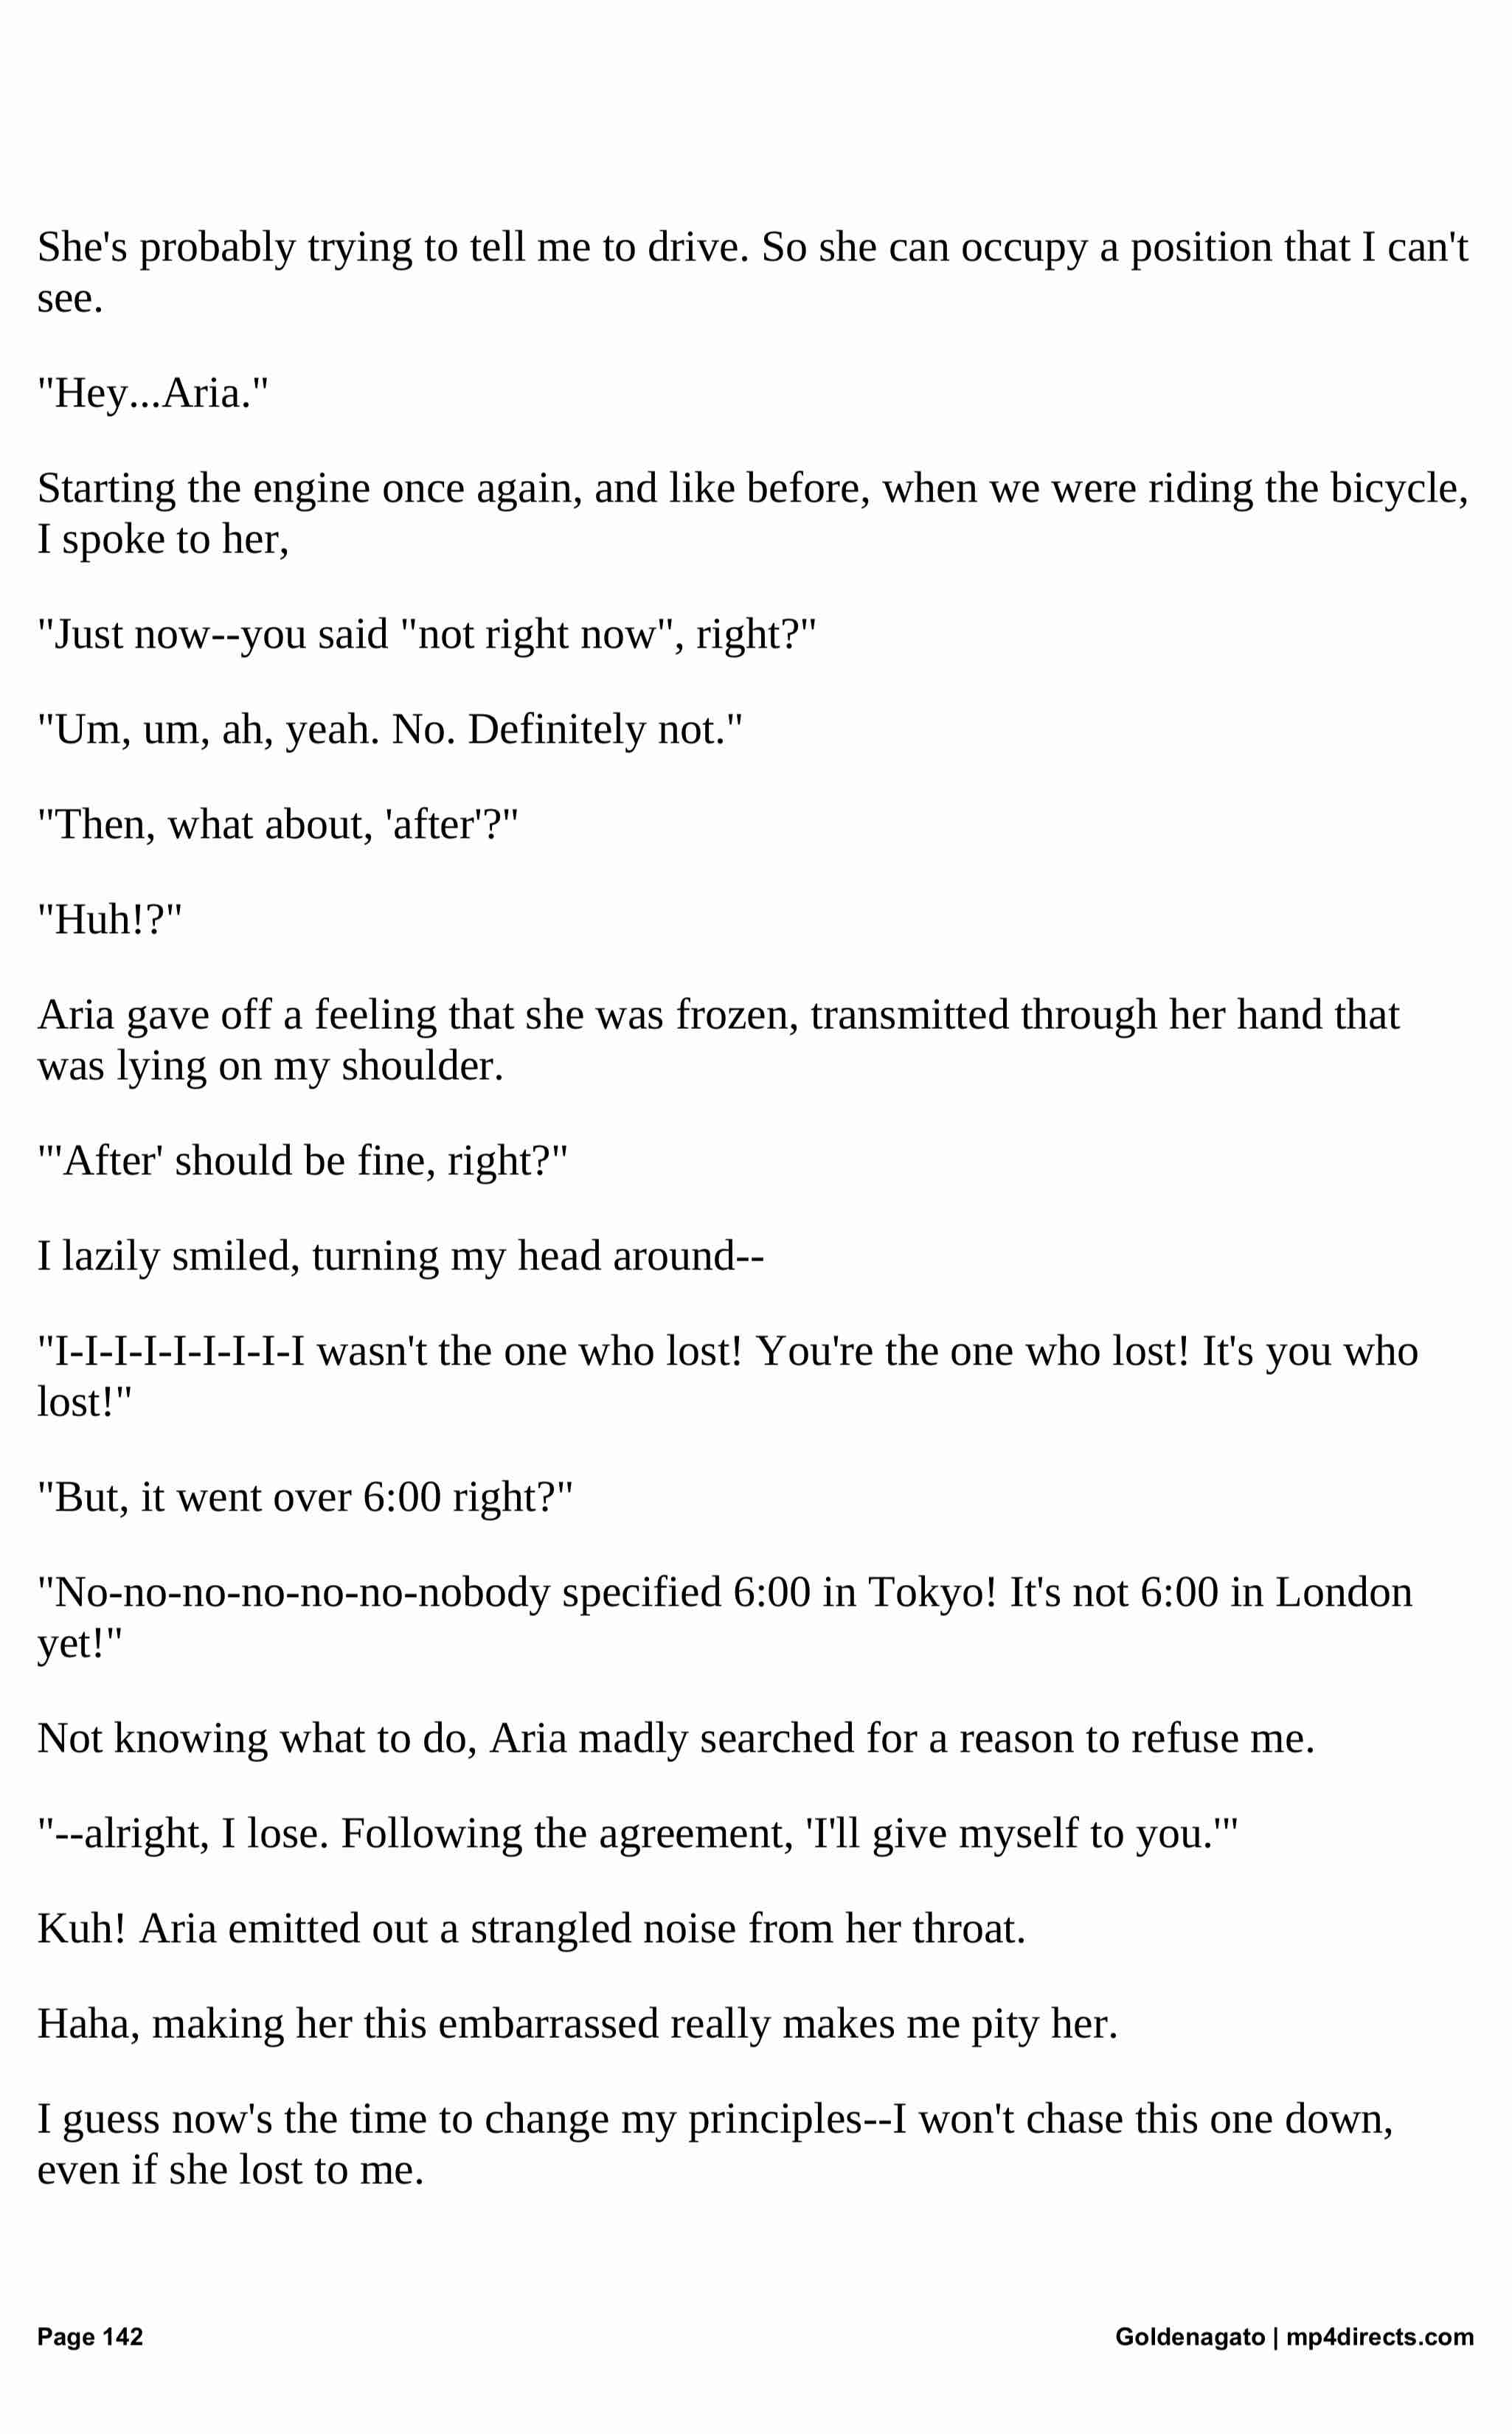 She's probably trying to tell me to drive. So she can occupy a position that I can't
see.
"Hey...Aria."
Starting the engine once again, and like before, when we were riding the bicycle,
I spoke to her,
"Just now--you said "not right now", right?"
"Um, um, ah, yeah. No. Definitely not."
"Then, what about, 'after'?"
"Huh!?"
Aria gave off a feeling that she was frozen, transmitted through her hand that
was lying on my shoulder.
"'After' should be fine, right?"
I lazily smiled, turning my head around--
"I-I-I-I-I-I-I-I-I wasn't the one who lost! You're the one who lost! It's you who
lost!"
"But, it went over 6:00 right?"
"No-no-no-no-no-no-nobody specified 6:00 in Tokyo! It's not 6:00 in London
yet!"
Not knowing what to do, Aria madly searched for a reason to refuse me.
"--alright, I lose. Following the agreement, 'I'll give myself to you.'"
Kuh! Aria emitted out a strangled noise from her throat.
Haha, making her this embarrassed really makes me pity her.
I guess now's the time to change my principles--I won't chase this one down,
even if she lost to me.
Page 142
Goldenagato | mp4directs.com